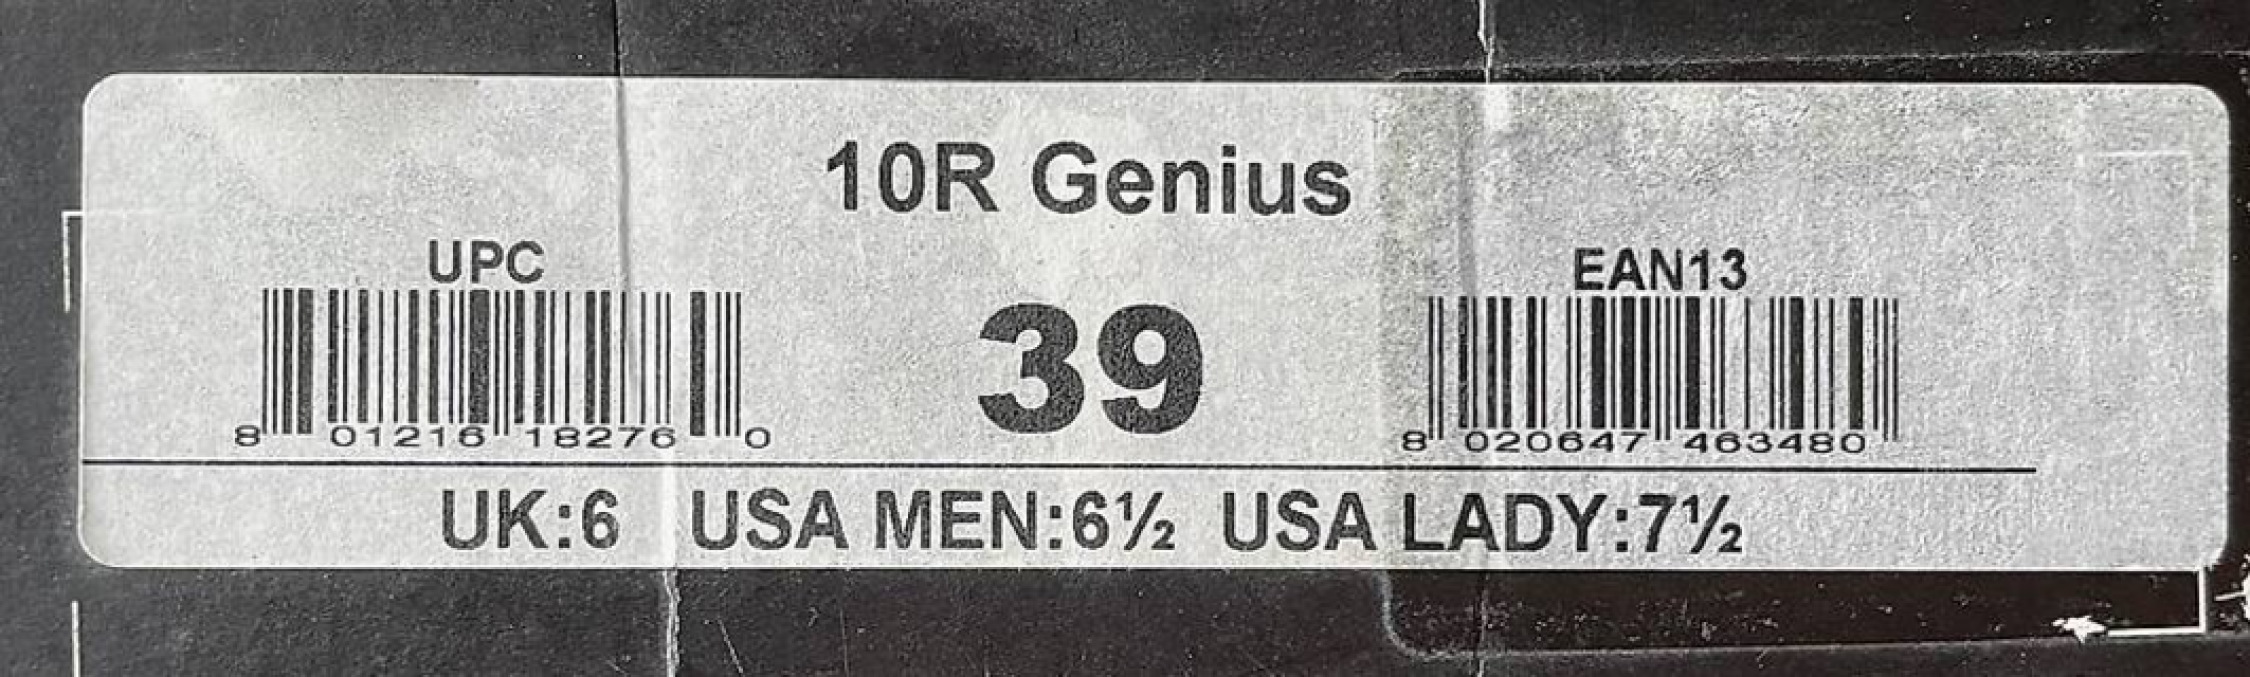 10R Genius
UPC
EAN13
39
8 01216 18276 0
8 020647 463480
UK:6 USA MEN:6½ USA LADY:7½